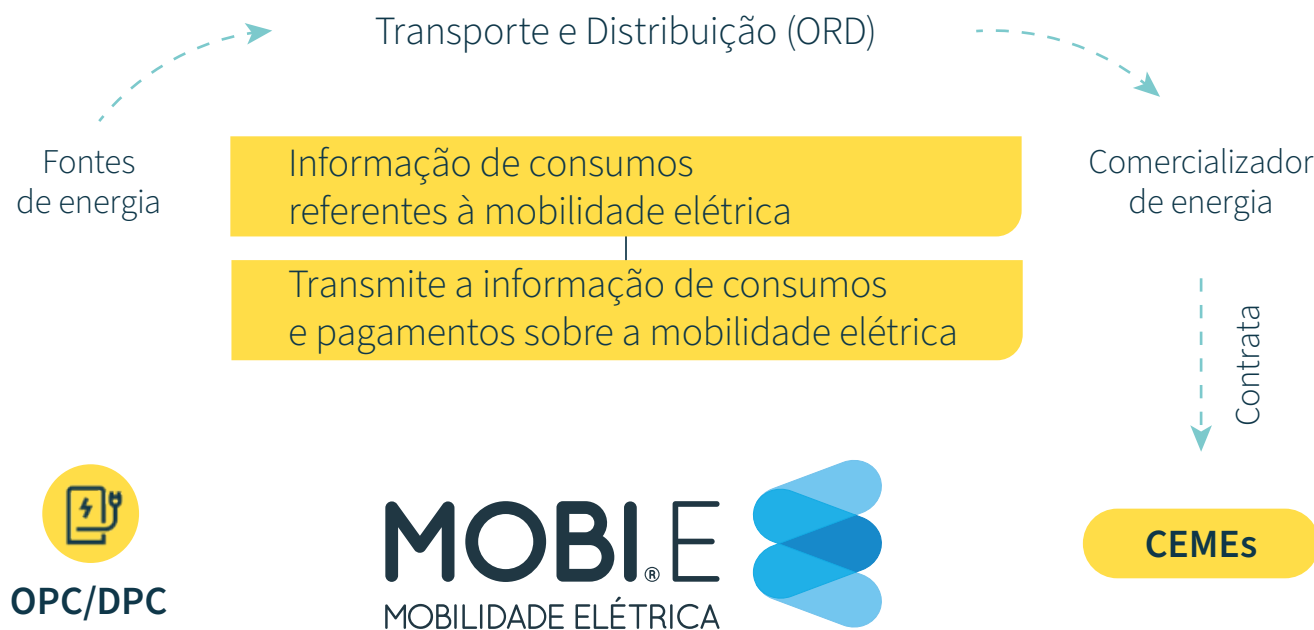 Transporte e Distribuição (ORD)
Fontes
de energia
Informação de consumos
referentes à mobilidade elétrica
Comercializador
de energia
Transmite a informação de consumos
e pagamentos sobre a mobilidade elétrica
Contrata
OPC/DPC
MOBI.E
®
MOBILIDADE ELÉTRICA
CEMEs